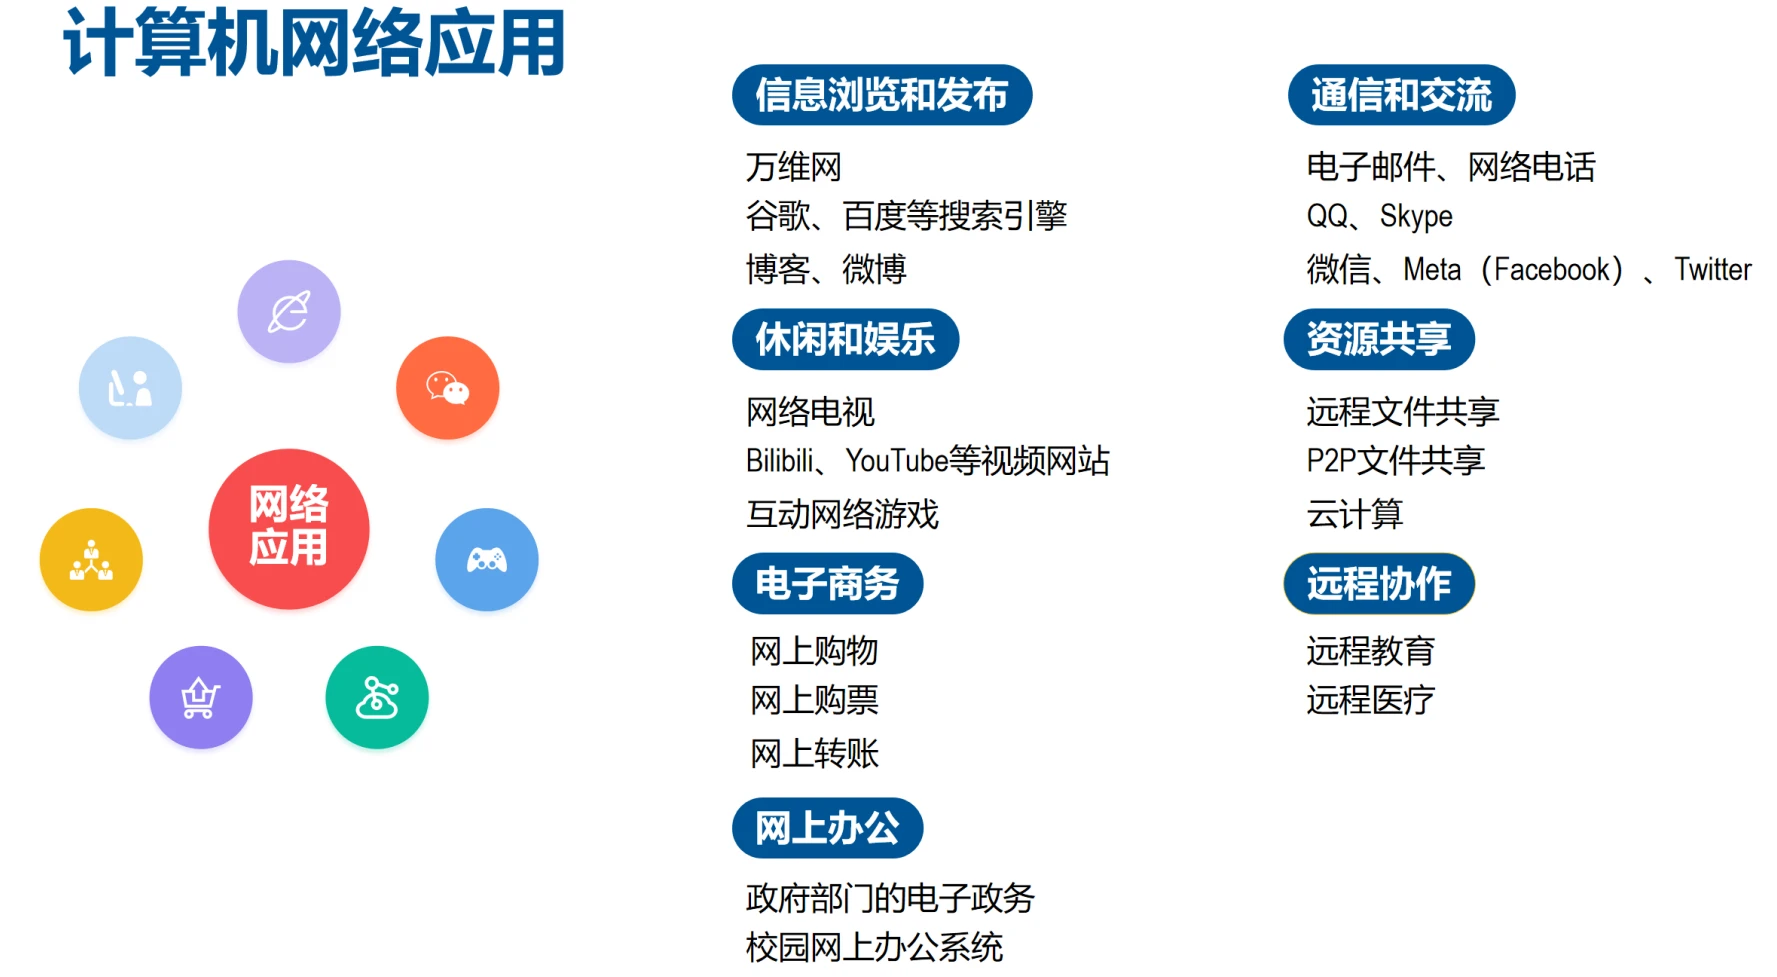 计算机网络应用
网络
应用
信息浏览和发布
万维网
谷歌、百度等搜索引擎
博客、微博
休闲和娱乐
网络电视
Bilibili、YouTube等视频网站
互动网络游戏
电子商务
网上购物
网上购票
网上转账
网上办公
政府部门的电子政务
校园网上办公系统
通信和交流
电子邮件、网络电话
QQ、Skype
微信、Meta（Facebook）、Twitter
资源共享
远程文件共享
P2P文件共享
云计算
远程协作
远程教育
远程医疗